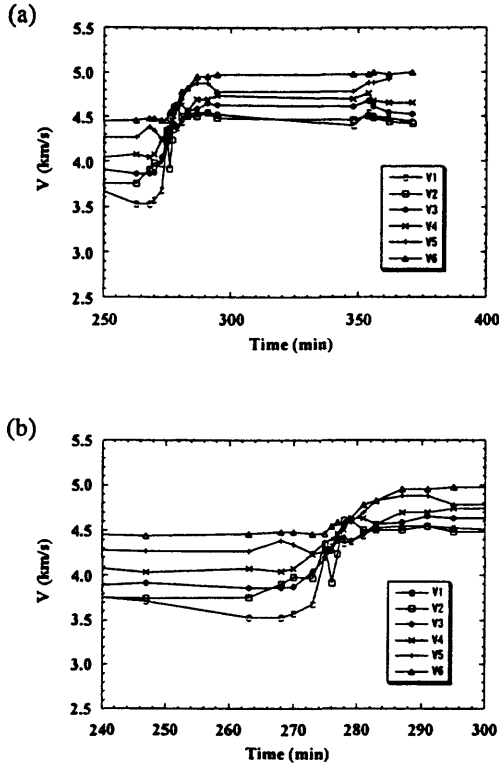 (a)
5.5
5.0
4.5
4.0
3.5
3.0
2.5
V (km/s)
V1
V2
V3
V4
V5
V6
250 300 350 400
Time (min)
(b)
5.5
5.0
4.5
4.0
3.5
3.0
2.5
V (km/s)
V1
V2
V3
V4
V5
V6
240 250 260 270 280 290 300
Time (min)